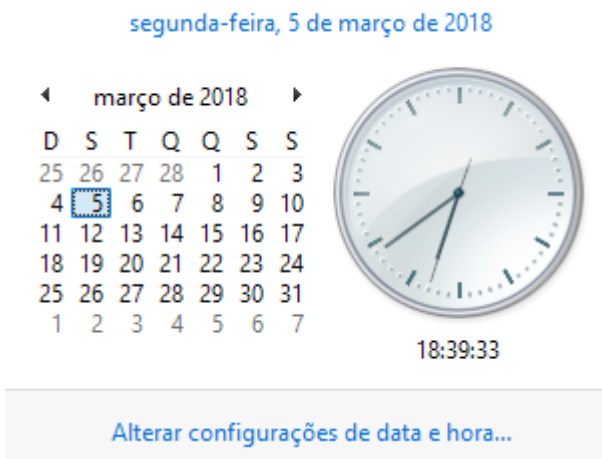 segunda-feira, 5 de março de 2018
março de 2018
D S T Q Q S S
25 26 27 28 1 2 3
4 5 6 7 8 9 10
11 12 13 14 15 16 17
18 19 20 21 22 23 24
25 26 27 28 29 30 31
1 2 3 4 5 6 7
18:39:33
Alterar configurações de data e hora...